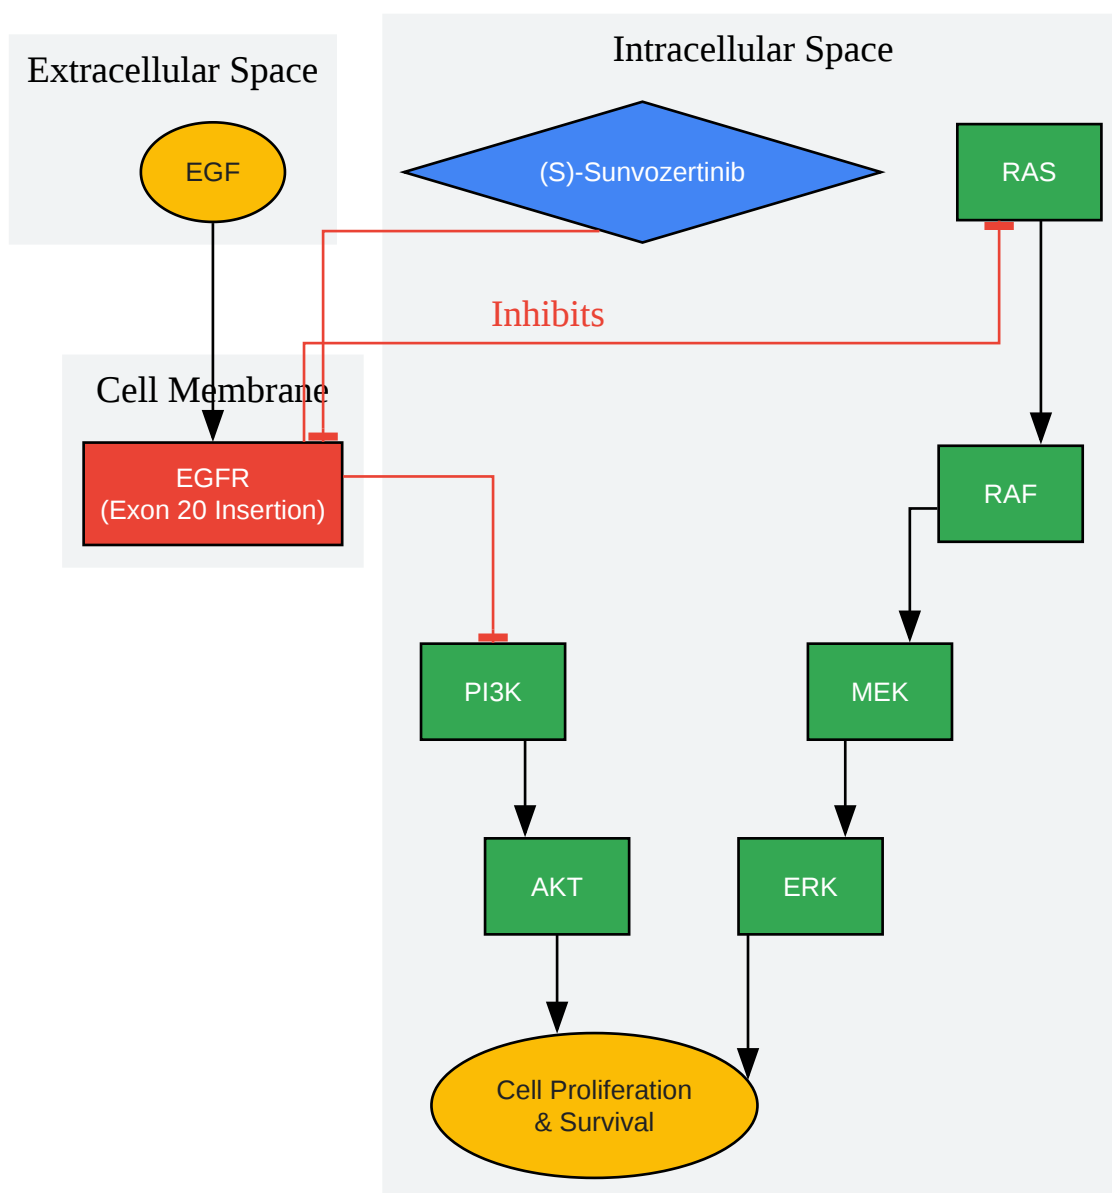 Intracellular Space
Extracellular Space
EGF
(S)-Sunvozertinib
RAS
Inhibits
Cell Membrane
EGFR
(Exon 20 Insertion)
RAF
PI3K
MEK
AKT
ERK
Cell Proliferation
& Survival